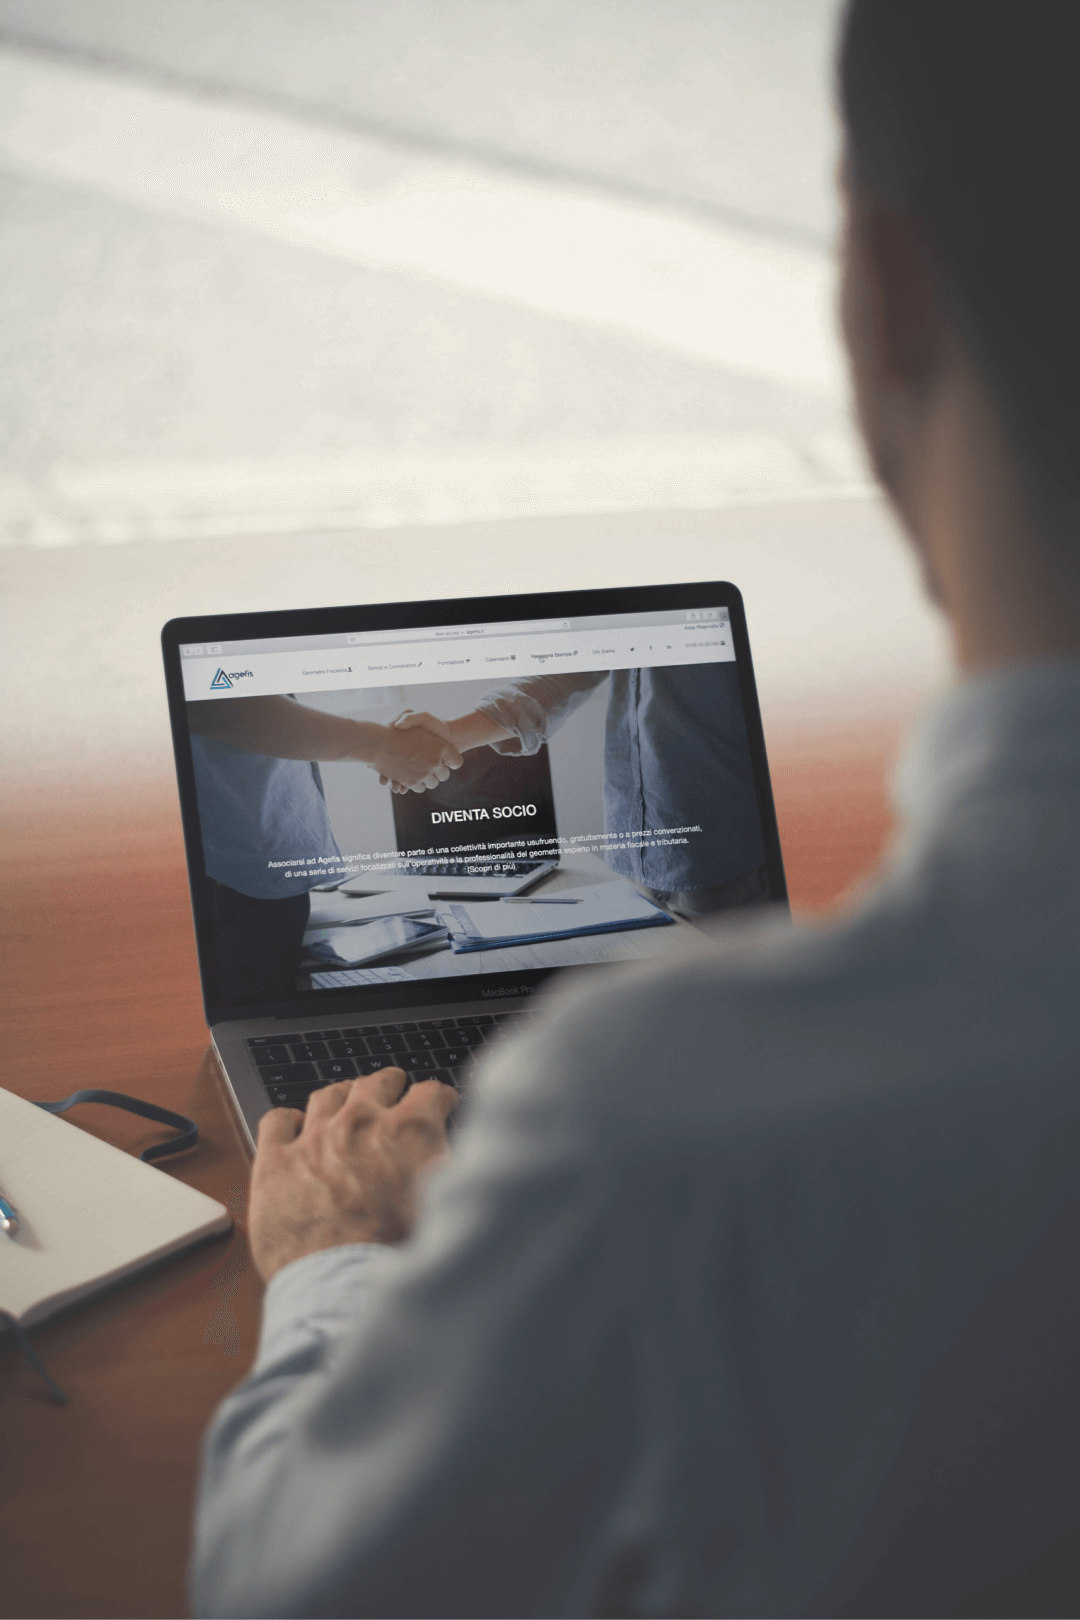 agefis.it
Area Riservata
Agefis
Geometra Fiscalista
Servizi e Convenzioni
Formazione
Calendario
Rassegna Stampa
Chi Siamo
DIVENTA SOCIO
Associarsi ad Agefis significa diventare parte di una collettività importante usufruendo, gratuitamente o a prezzi convenzionati,
di una serie di servizi focalizzati sull'operatività e la professionalità del geometra esperto in materia fiscale e tributaria.
(Scopri di più)
MacBook Pro
Q W E R